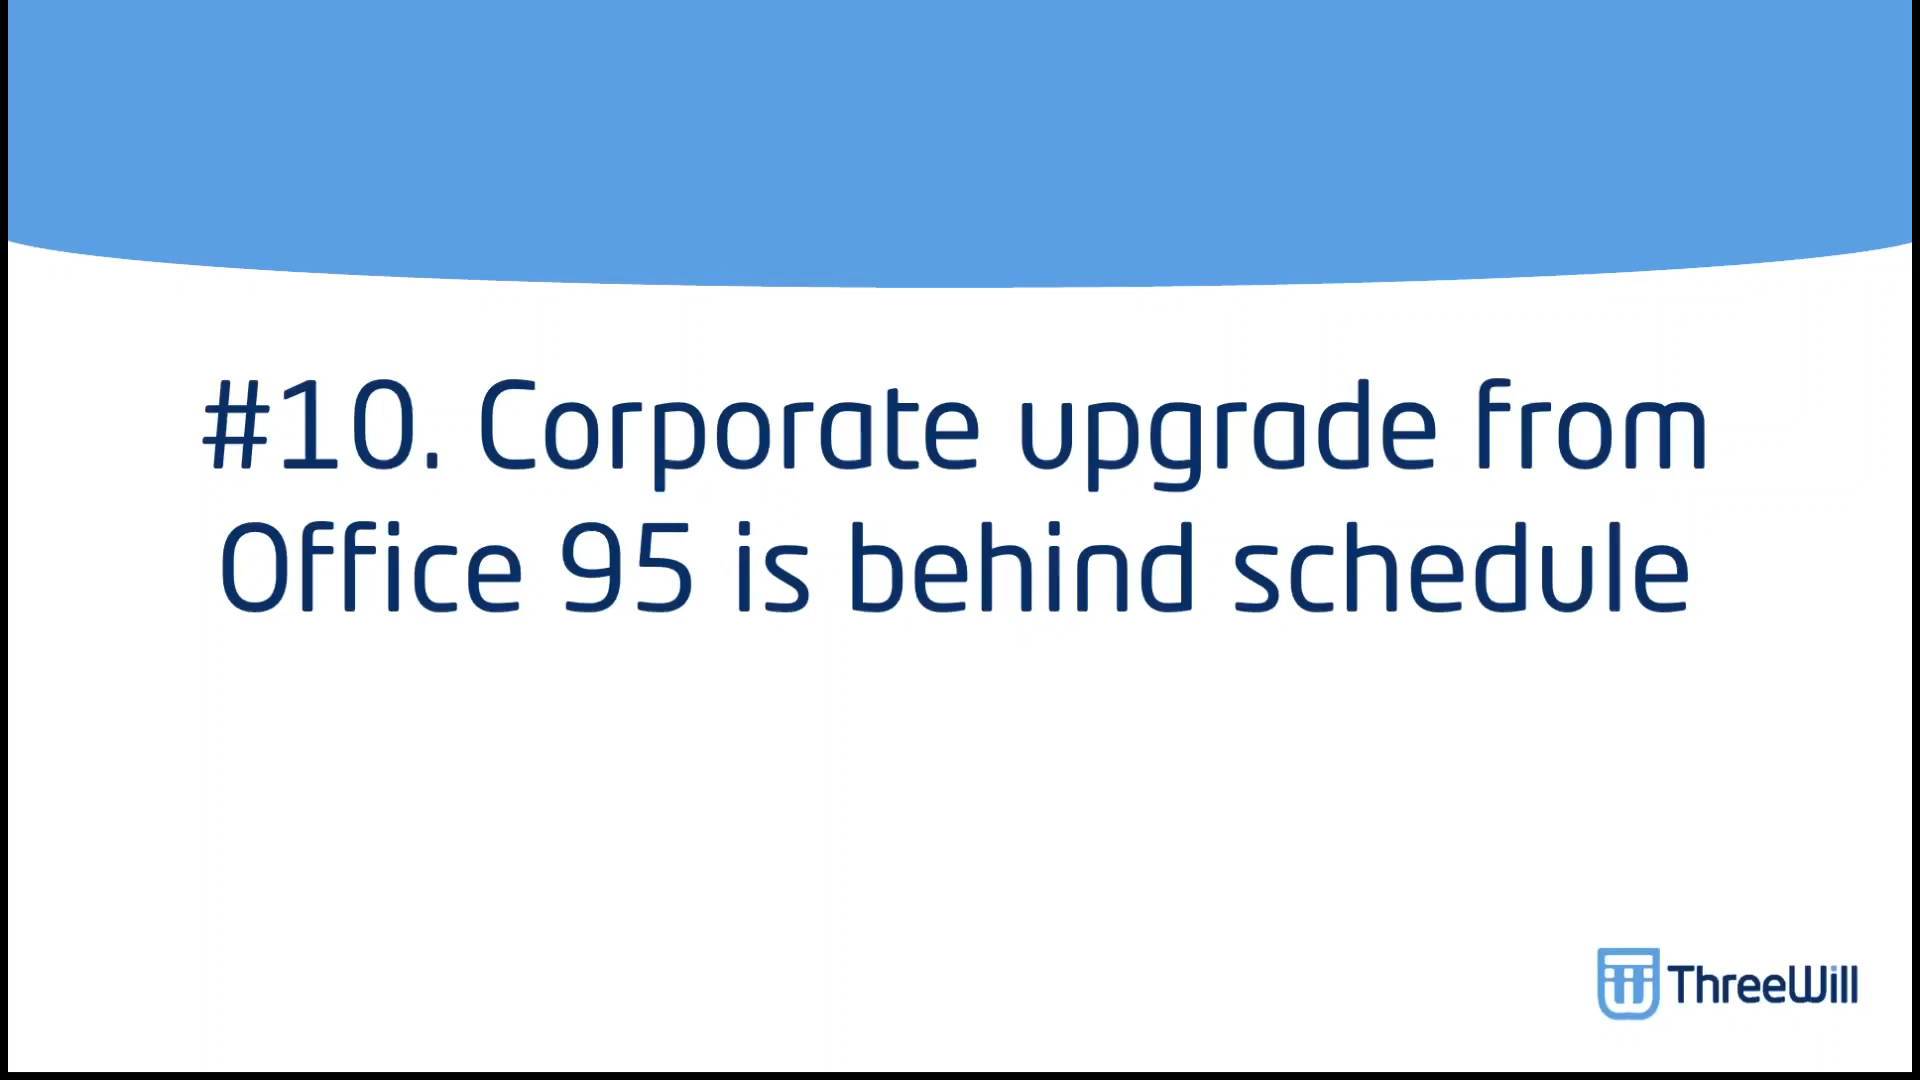 #10. Corporate upgrade from
Office 95 is behind schedule
ThreeWill